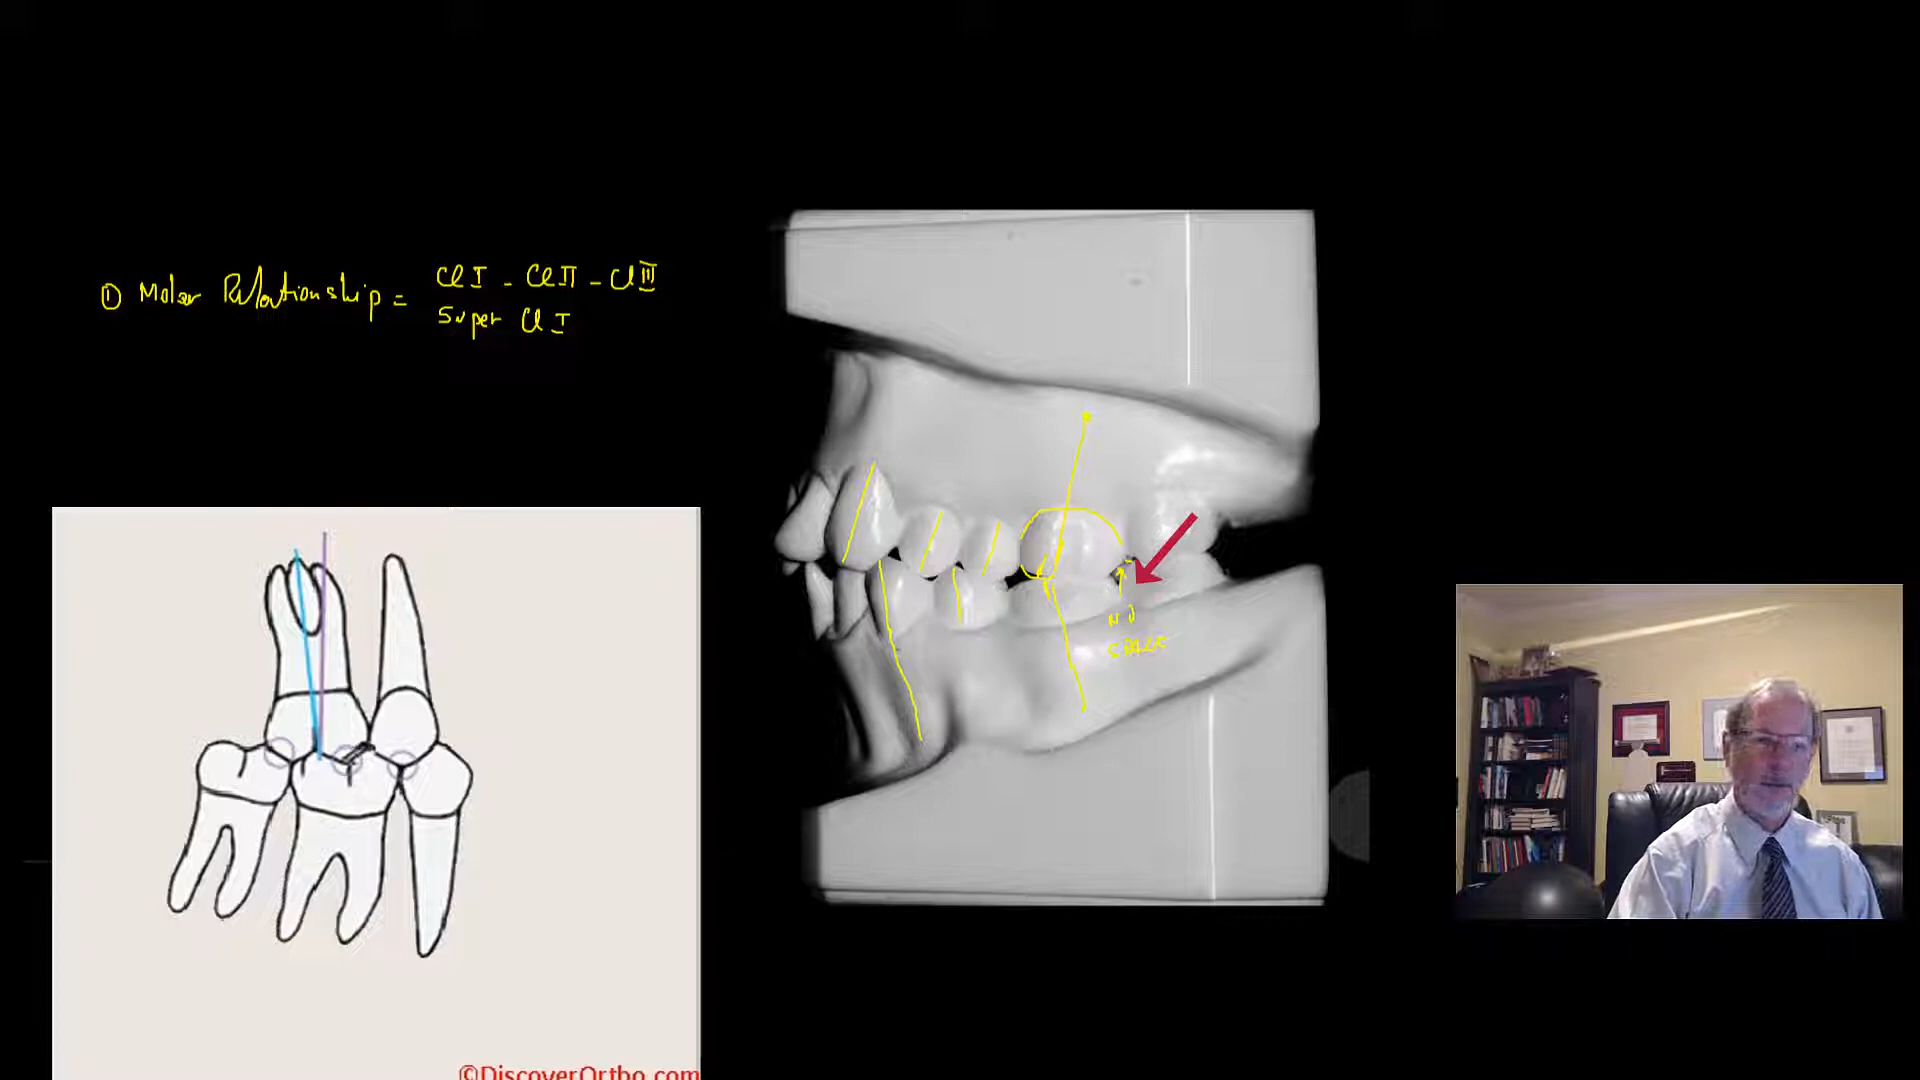 ① Molar Relationship = Cl I - Cl II - Cl III
Super Cl I
NO
SPACE
©DiscoverOrtho.com